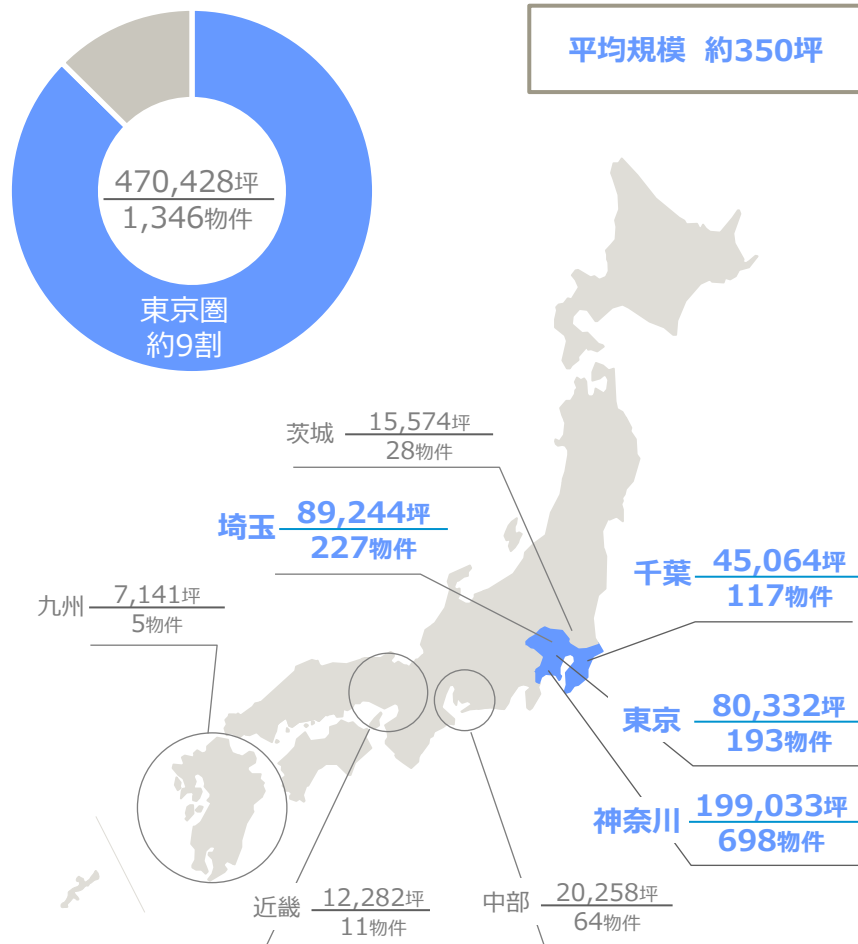 平均規模 約350坪
470,428坪
1,346物件
東京圏
約9割
茨城
15,574坪
28物件
埼玉
89,244坪
227物件
千葉
45,064坪
117物件
九州
7,141坪
5物件
東京
80,332坪
193物件
神奈川
199,033坪
698物件
近畿
12,282坪
11物件
中部
20,258坪
64物件